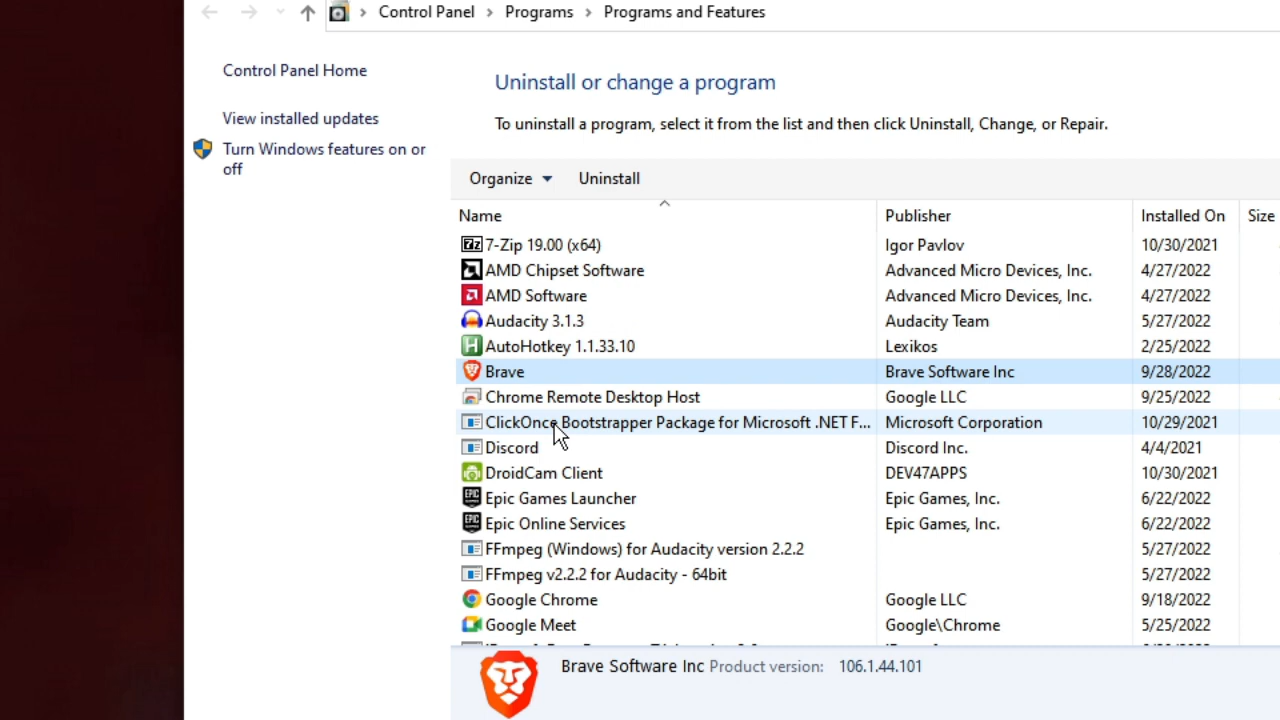 Control Panel > Programs > Programs and Features
Control Panel Home
View installed updates
Turn Windows features on or
off
Uninstall or change a program
To uninstall a program, select it from the list and then click Uninstall, Change, or Repair.
Organize Uninstall
Name Publisher Installed On Size
7-Zip 19.00 (x64) Igor Pavlov 10/30/2021
AMD Chipset Software Advanced Micro Devices, Inc. 4/27/2022
AMD Software Advanced Micro Devices, Inc. 4/27/2022
Audacity 3.1.3 Audacity Team 5/27/2022
AutoHotkey 1.1.33.10 Lexikos 2/25/2022
Brave Brave Software Inc 9/28/2022
Chrome Remote Desktop Host Google LLC 9/25/2022
ClickOnce Bootstrapper Package for Microsoft .NET F... Microsoft Corporation 10/29/2021
Discord Discord Inc. 4/4/2021
DroidCam Client DEV47APPS 10/30/2021
Epic Games Launcher Epic Games, Inc. 6/22/2022
Epic Online Services Epic Games, Inc. 6/22/2022
FFmpeg (Windows) for Audacity version 2.2.2 5/27/2022
FFmpeg v2.2.2 for Audacity - 64bit 5/27/2022
Google Chrome Google LLC 9/18/2022
Google Meet Google\Chrome 5/25/2022
Brave Software Inc Product version: 106.1.44.101